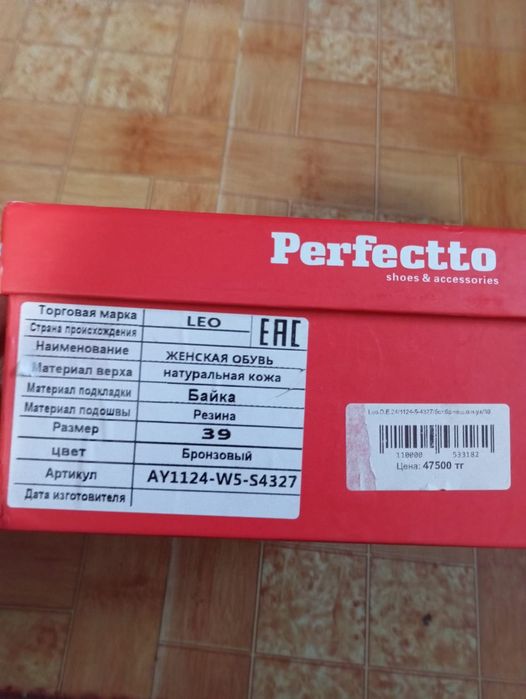 Perfectto
shoes & accessories
Торговая марка LEO EAC
Страна происхождения
Наименование ЖЕНСКАЯ ОБУВЬ
Материал верха натуральная кожа
Материал подкладки Байка
Материал подошвы Резина
Размер 39
цвет Бронзовый
Артикул AY1124-W5-S4327
Дата изготовителя
110000 533182
Цена: 47500 тг